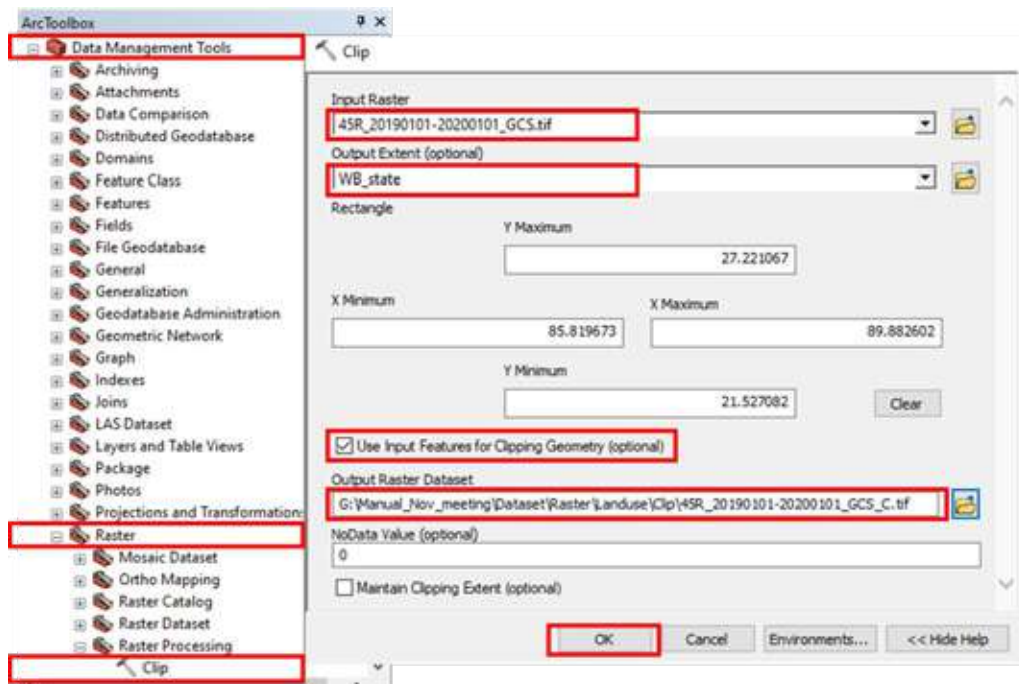 ArcToolbox
Data Management Tools
Archiving
Attachments
Data Comparison
Distributed Geodatabase
Domains
Feature Class
Features
Fields
File Geodatabase
General
Generalization
Geodatabase Administration
Geometric Network
Graph
Indexes
Joins
LAS Dataset
Layers and Table Views
Package
Photos
Projections and Transformation
Raster
Mosaic Dataset
Ortho Mapping
Raster Catalog
Raster Dataset
Raster Processing
Clip
Clip
Input Raster
45R_20190101-20200101_GCS.tif
Output Extent (optional)
WB_state
Rectangle
Y Maximum
27.221067
X Minimum
X Maximum
85.819673
89.882602
Y Minimum
21.527082
Clear
Use Input Features for Clipping Geometry (optional)
Output Raster Dataset
G:\Manual_Nov_meeting\Dataset\Raster\Landuse\Clip\45R_20190101-20200101_GCS_C.tif
NoData Value (optional)
0
Maintain Clipping Extent (optional)
OK
Cancel
Environments...
<< Hide Help